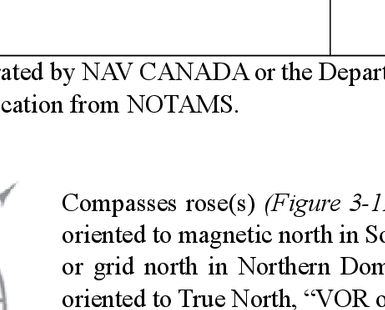 rated by NAV CANADA or the Depart
cation from NOTAMS.
Compasses rose(s) (Figure 3-1
oriented to magnetic north in So
or grid north in Northern Dom
oriented to True North, “VOR o